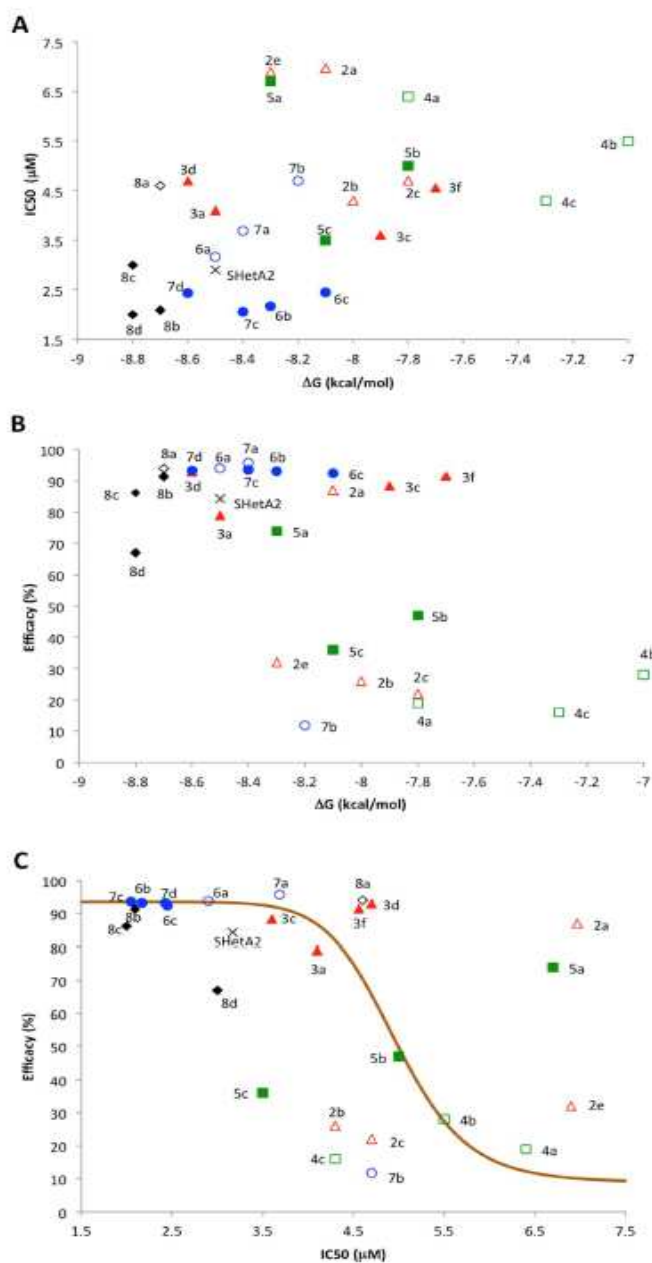 A
7.5
6.5
5.5
4.5
3.5
2.5
1.5
IC50 (μM)
2e
2a
5a
4a
7b
5b
4b
3d
8a
2b
2c
3f
4c
3a
7a
5c
3c
6a
SHetA2
8c
7d
6c
8d
8b
7c
6b
-9
-8.8
-8.6
-8.4
-8.2
-8
-7.8
-7.6
-7.4
-7.2
-7
ΔG (kcal/mol)
B
100
90
80
70
60
50
40
30
20
10
0
Efficacy (%)
8a
7d
6a
7a
6b
8c
8b
3d
7c
6c
2a
3c
3f
SHetA2
3a
5a
8d
5b
5c
2e
2b
2c
4b
4a
4c
7b
-9
-8.8
-8.6
-8.4
-8.2
-8
-7.8
-7.6
-7.4
-7.2
-7
ΔG (kcal/mol)
C
100
90
80
70
60
50
40
30
20
10
0
Efficacy (%)
7c
6b
7d
6a
7a
8a
8c
8b
6c
3c
3f
3d
2a
SHetA2
3a
5a
8d
5b
5c
2b
2c
4b
2e
4c
7b
4a
1.5
2.5
3.5
4.5
5.5
6.5
7.5
IC50 (μM)